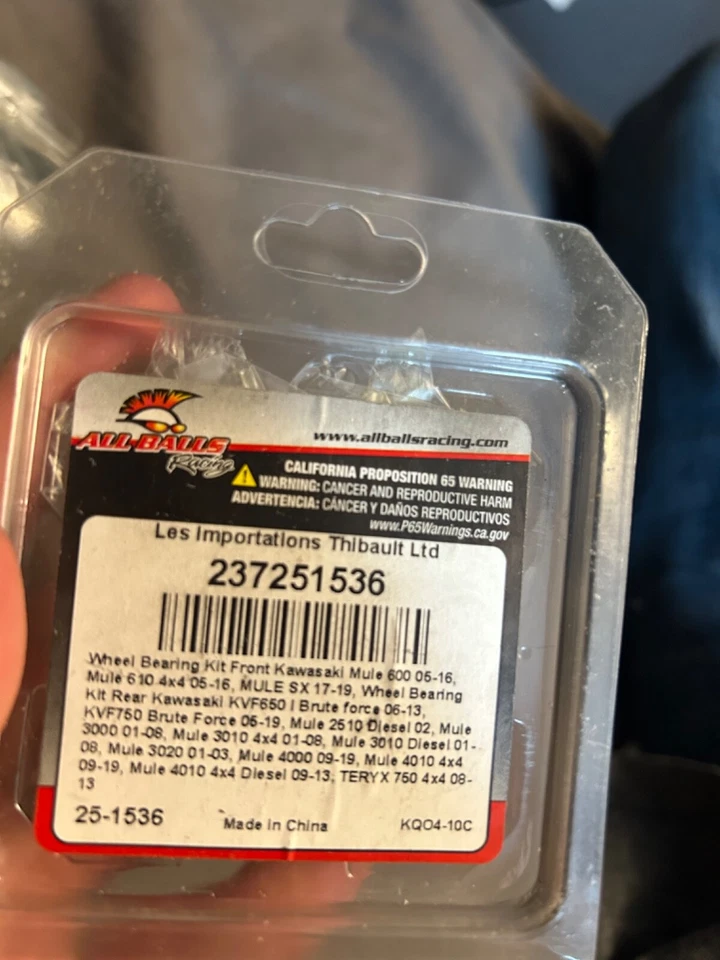 ALL BALLS
Racing
www.allballsracing.com
CALIFORNIA PROPOSITION 65 WARNING
WARNING: CANCER AND REPRODUCTIVE HARM
ADVERTENCIA: CÁNCER Y DAÑOS REPRODUCTIVOS
www.P65Warnings.ca.gov
Les Importations Thibault Ltd
237251536
Wheel Bearing Kit Front Kawasaki Mule 600 05-16,
Mule 610 4x4 05-16, MULE SX 17-19, Wheel Bearing
Kit Rear Kawasaki KVF650 I Brute force 06-13,
KVF750 Brute Force 05-19, Mule 2510 Diesel 02, Mule
3000 01-08, Mule 3010 4x4 01-08, Mule 3010 Diesel 01-
08, Mule 3020 01-03, Mule 4000 09-19, Mule 4010 4x4
09-19, Mule 4010 4x4 Diesel 09-13, TERYX 750 4x4 08-
13
25-1536
Made in China
KQO4-10C